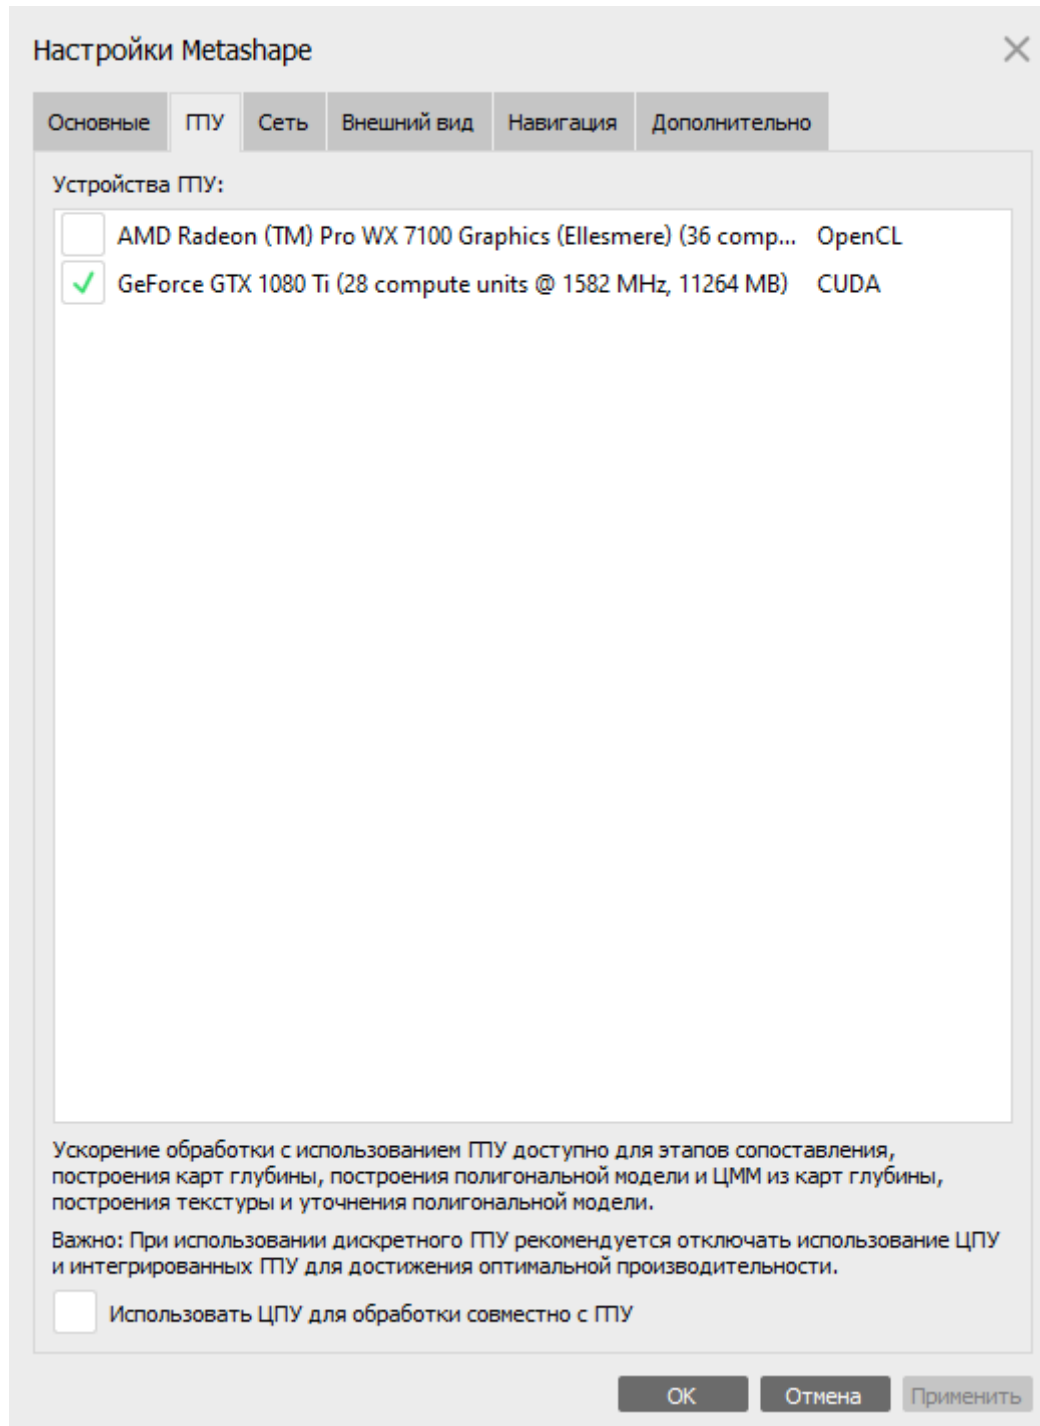 Настройки Metashape
Основные ГПУ Сеть Внешний вид Навигация Дополнительно
Устройства ГПУ:
AMD Radeon (TM) Pro WX 7100 Graphics (Ellesmere) (36 comp... OpenCL
GeForce GTX 1080 Ti (28 compute units @ 1582 MHz, 11264 MB) CUDA
Ускорение обработки с использованием ГПУ доступно для этапов сопоставления,
построения карт глубины, построения полигональной модели и ЦММ из карт глубины,
построения текстуры и уточнения полигональной модели.
Важно: При использовании дискретного ГПУ рекомендуется отключать использование ЦПУ
и интегрированных ГПУ для достижения оптимальной производительности.
Использовать ЦПУ для обработки совместно с ГПУ
OK Отмена Применить